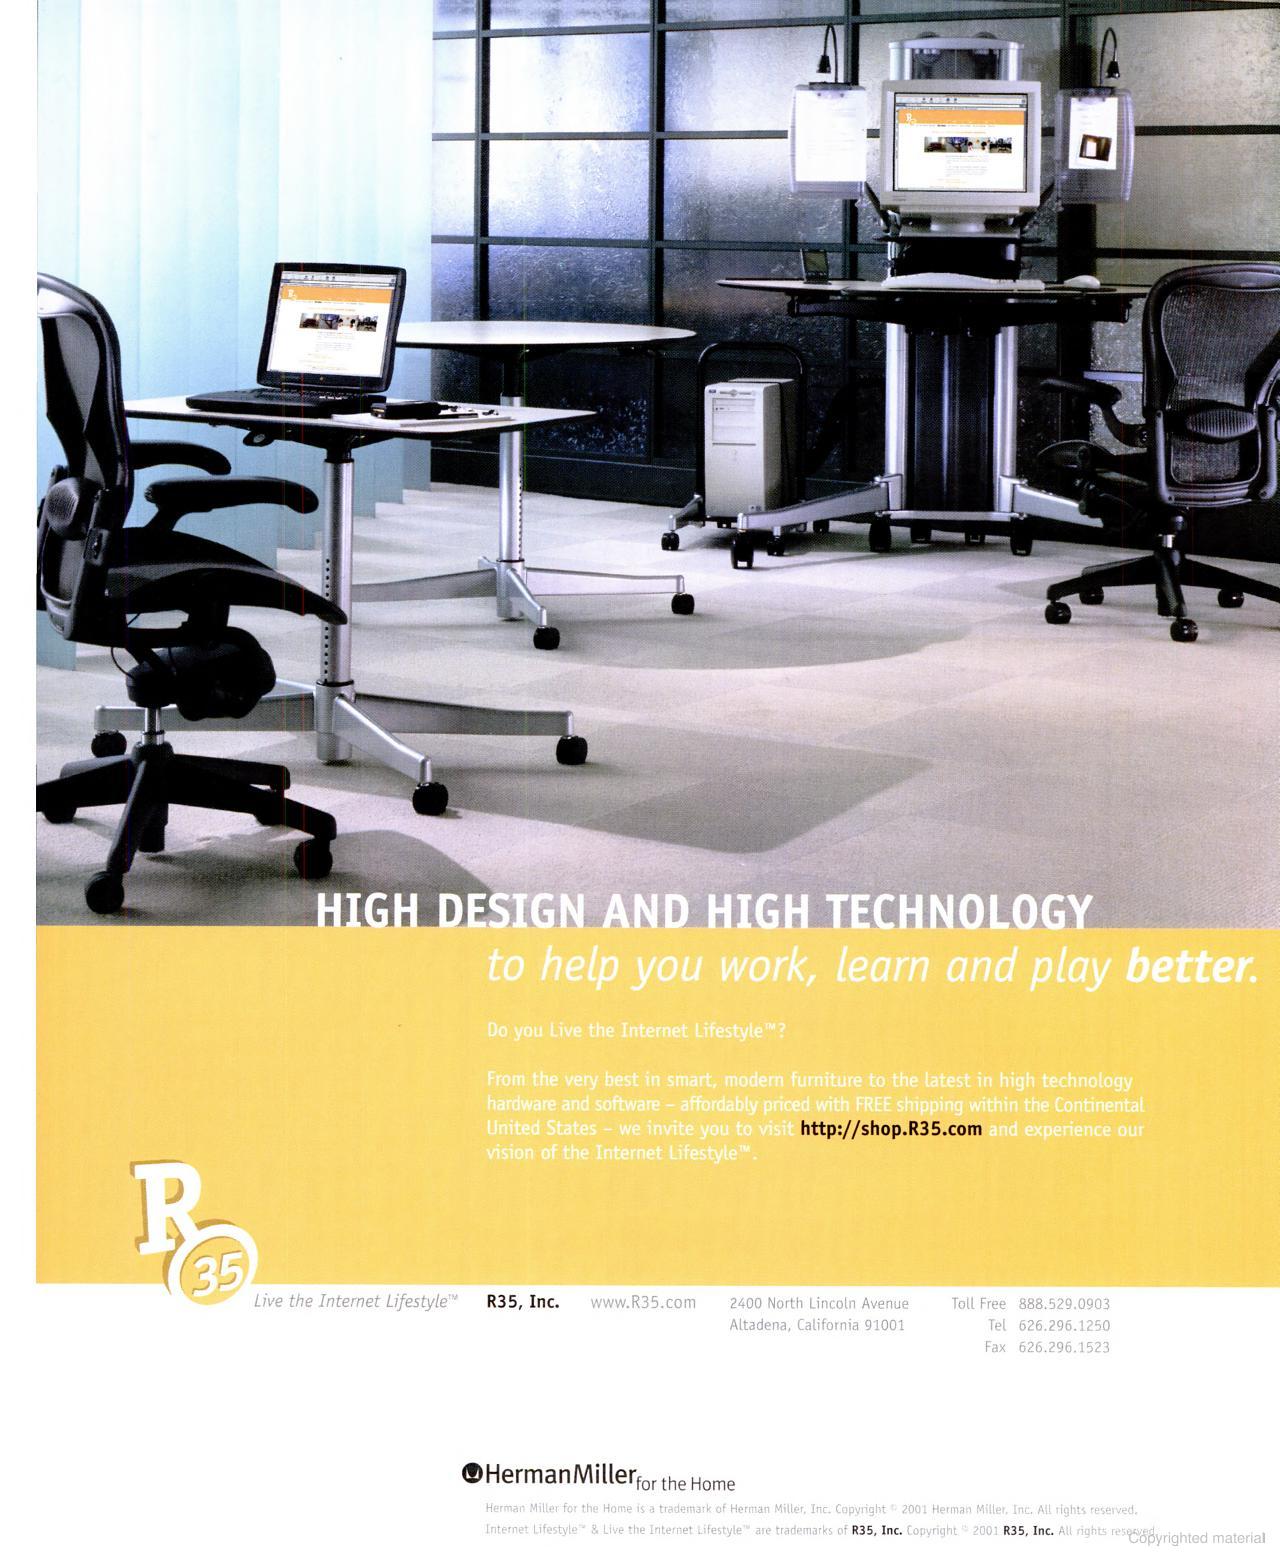 HIGH DESIGN AND HIGH TECHNOLOGY
to help you work, learn and play better.
Do you Live the Internet Lifestyle™?
From the very best in smart, modern furniture to the latest in high technology
hardware and software – affordably priced with FREE shipping within the Continental
United States – we invite you to visit http://shop.R35.com and experience our
vision of the Internet Lifestyle™.
R
35
Live the Internet Lifestyle™
R35, Inc. www.R35.com 2400 North Lincoln Avenue Toll Free 888.529.0903
Altadena, California 91001 Tel 626.296.1250
Fax 626.296.1523
HermanMiller for the Home
Herman Miller for the Home is a trademark of Herman Miller, Inc. Copyright © 2001 Herman Miller, Inc. All rights reserved.
Internet Lifestyle™ & Live the Internet Lifestyle™ are trademarks of R35, Inc. Copyright © 2001 R35, Inc. All rights reserved.
Copyrighted material